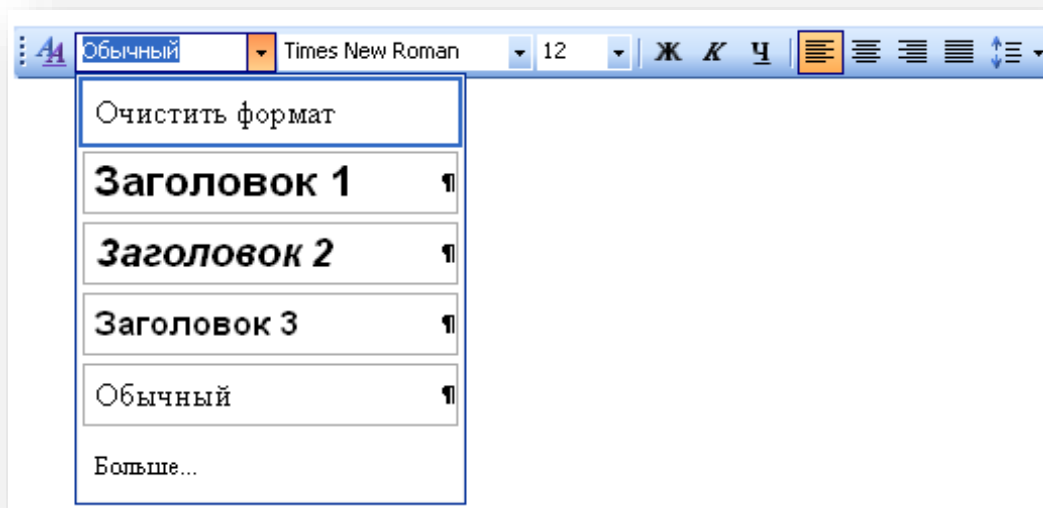 Обычный Times New Roman 12 Ж К Ч
Очистить формат
Заголовок 1 ¶
Заголовок 2 ¶
Заголовок 3 ¶
Обычный ¶
Больше...